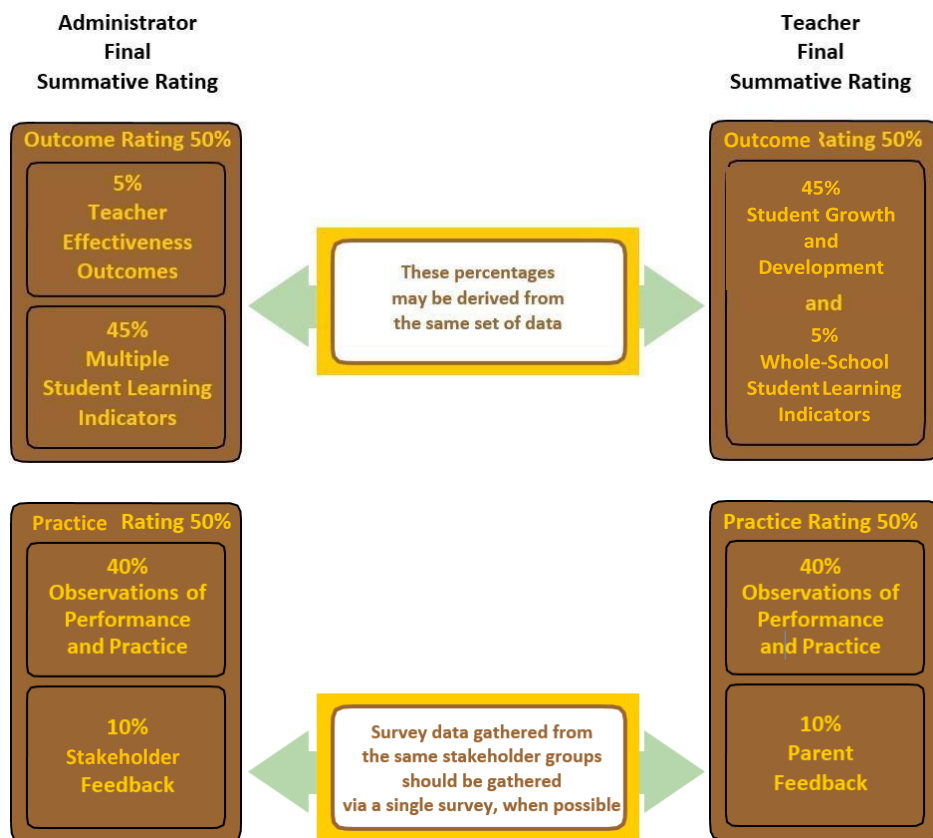 Administrator
Final
Summative Rating
Outcome Rating 50%
5%
Teacher
Effectiveness
Outcomes
45%
Multiple
Student Learning
Indicators
Practice Rating 50%
40%
Observations of
Performance
and Practice
10%
Stakeholder
Feedback
These percentages
may be derived from
the same set of data
Survey data gathered from
the same stakeholder groups
should be gathered
via a single survey, when possible
Teacher
Final
Summative Rating
Outcome Rating 50%
45%
Student Growth
and
Development
and
5%
Whole-School
Student Learning
Indicators
Practice Rating 50%
40%
Observations of
Performance
and Practice
10%
Parent
Feedback